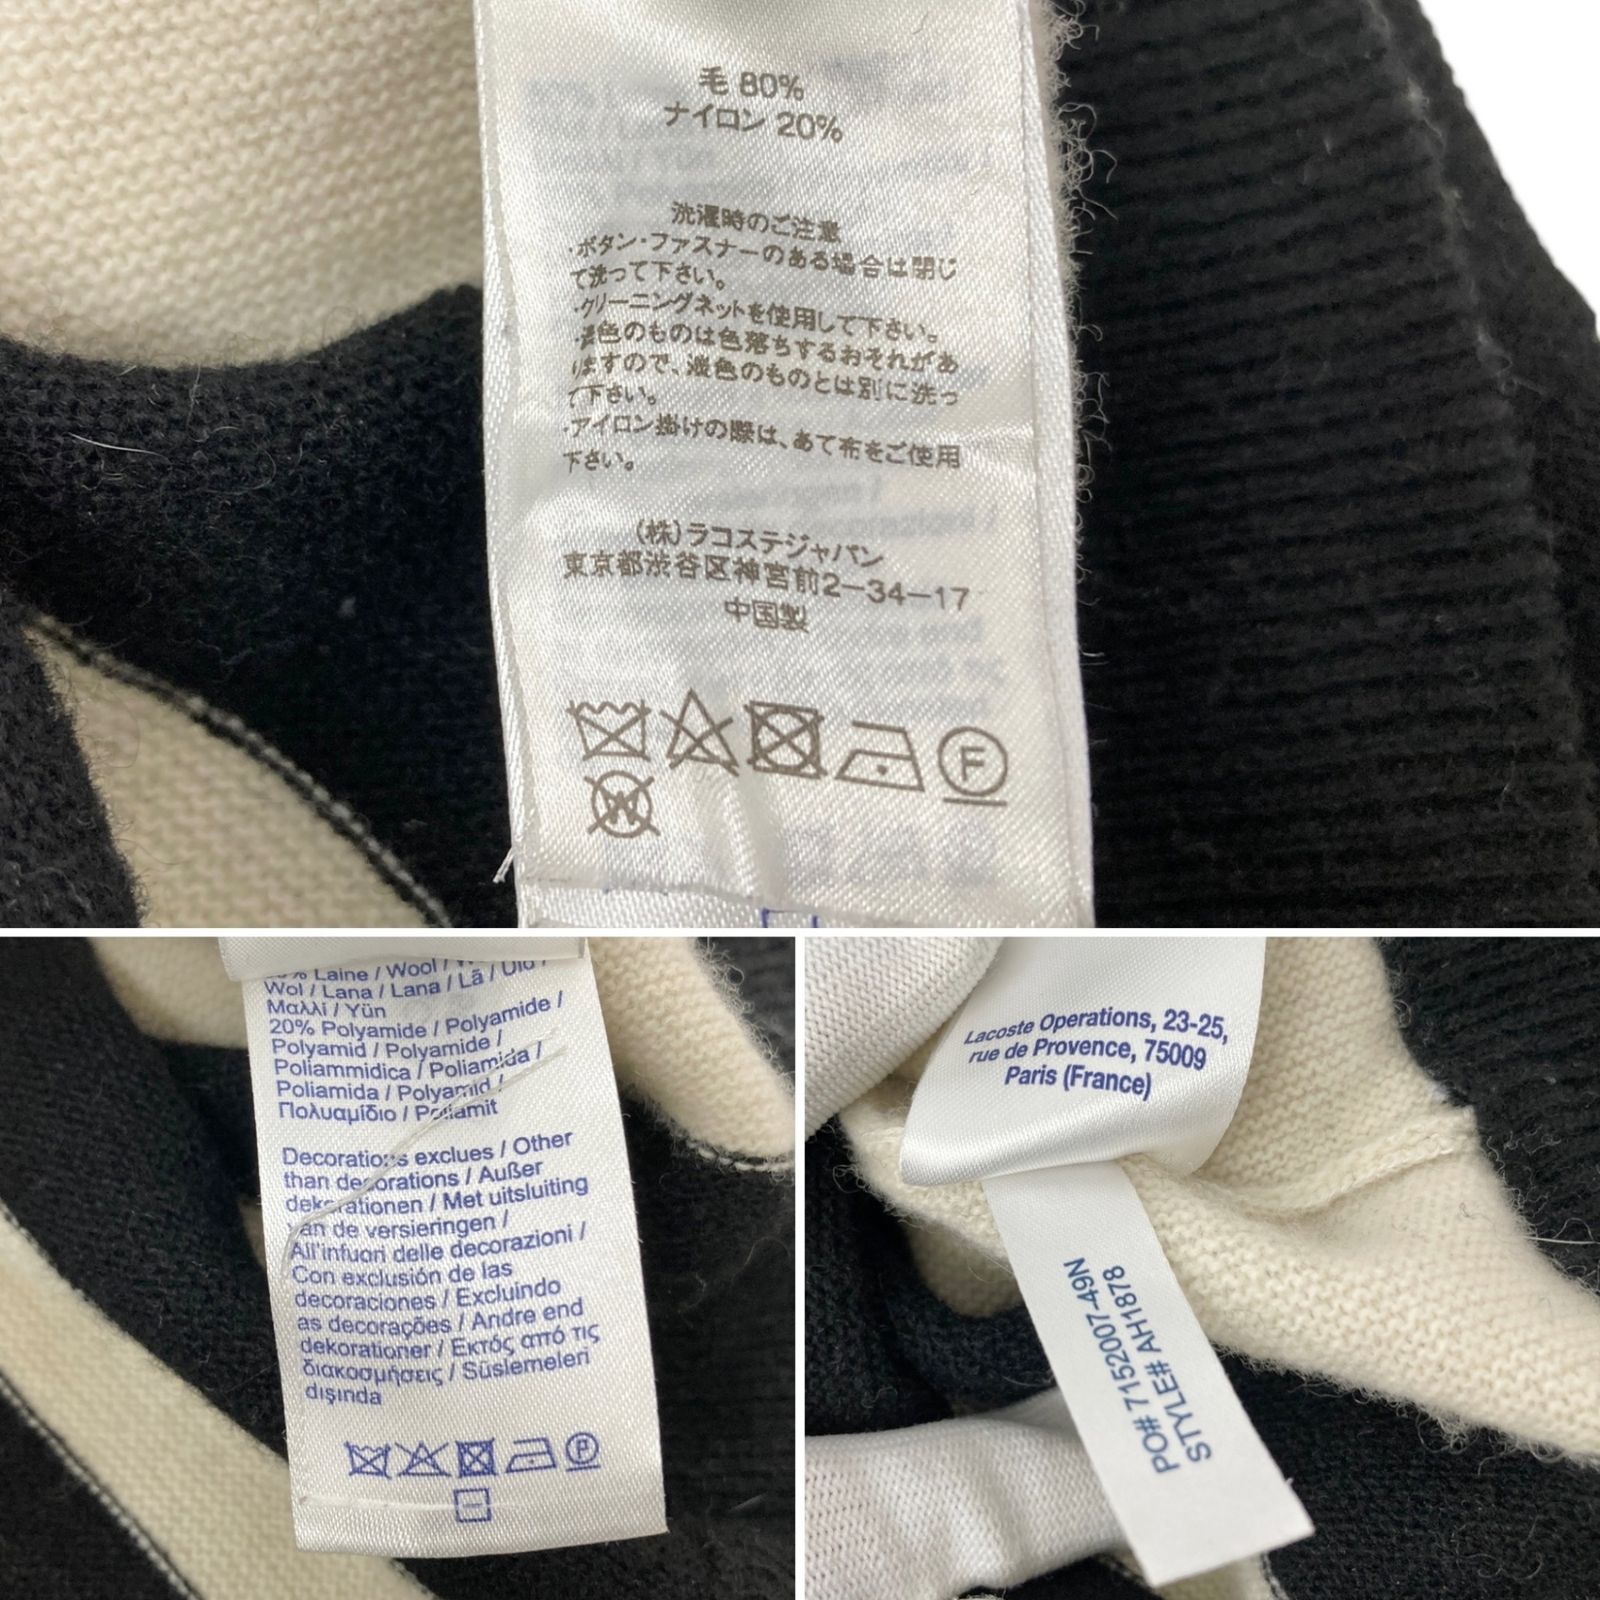 毛 80%
ナイロン 20%
洗濯時のご注意
・ボタン・ファスナーのある場合は閉じ
て洗って下さい。
・クリーニングネットを使用して下さい。
色のものは色落ちするおそれがあ
りますので、淡色のものとは別に洗っ
て下さい。
・アイロン掛けの際は、あて布をご使用
下さい。
(株)ラコステジャパン
東京都渋谷区神宮前2-34-17
中国製
F
W
Laine / Wool /
Wol / Lana / Lana / Lã / Uld /
Μαλλί / Yün
20% Polyamide / Polyamide /
Polyamid / Polyamide /
Poliammidica / Poliamida /
Poliamida / Polyamid /
Πολυαμίδιο / Poliamit
Decorations exclues / Other
than decorations / Außer
dekorationen / Met uitsluiting
van de versieringen /
All'infuori delle decorazioni /
Con exclusión de las
decoraciones / Excluindo
as decorações / Andre end
dekorationer / Εκτός από τις
διακοσμήσεις / Süslemeleri
dışında
P
Lacoste Operations, 23-25,
rue de Provence, 75009
Paris (France)
PO# 7152007-49N
STYLE# AH1878